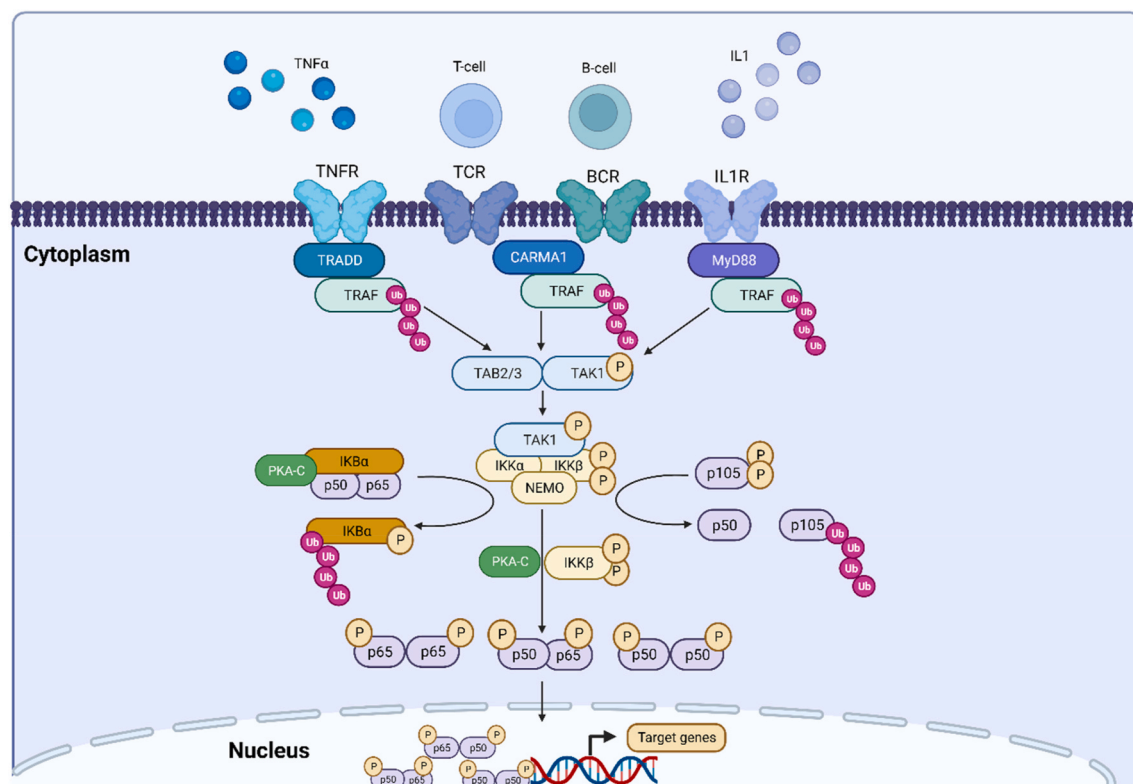 TNFα
T-cell
B-cell
IL1
TNFR
TCR
BCR
IL1R
Cytoplasm
TRADD
CARMA1
MyD88
TRAF
Ub
Ub
Ub
Ub
TRAF
Ub
Ub
Ub
Ub
TRAF
Ub
Ub
Ub
Ub
TAB2/3
TAK1
P
TAK1
P
IKKα
IKKβ
P
P
NEMO
PKA-C
IKBα
p50
p65
p105
P
P
IKBα
P
Ub
Ub
Ub
Ub
p50
p105
Ub
Ub
Ub
Ub
PKA-C
IKKβ
P
P
P
P
p65
p65
P
P
p50
p65
P
P
p50
p50
Nucleus
P
P
p65
p50
P
P
p50
p65
P
P
p50
p50
Target genes